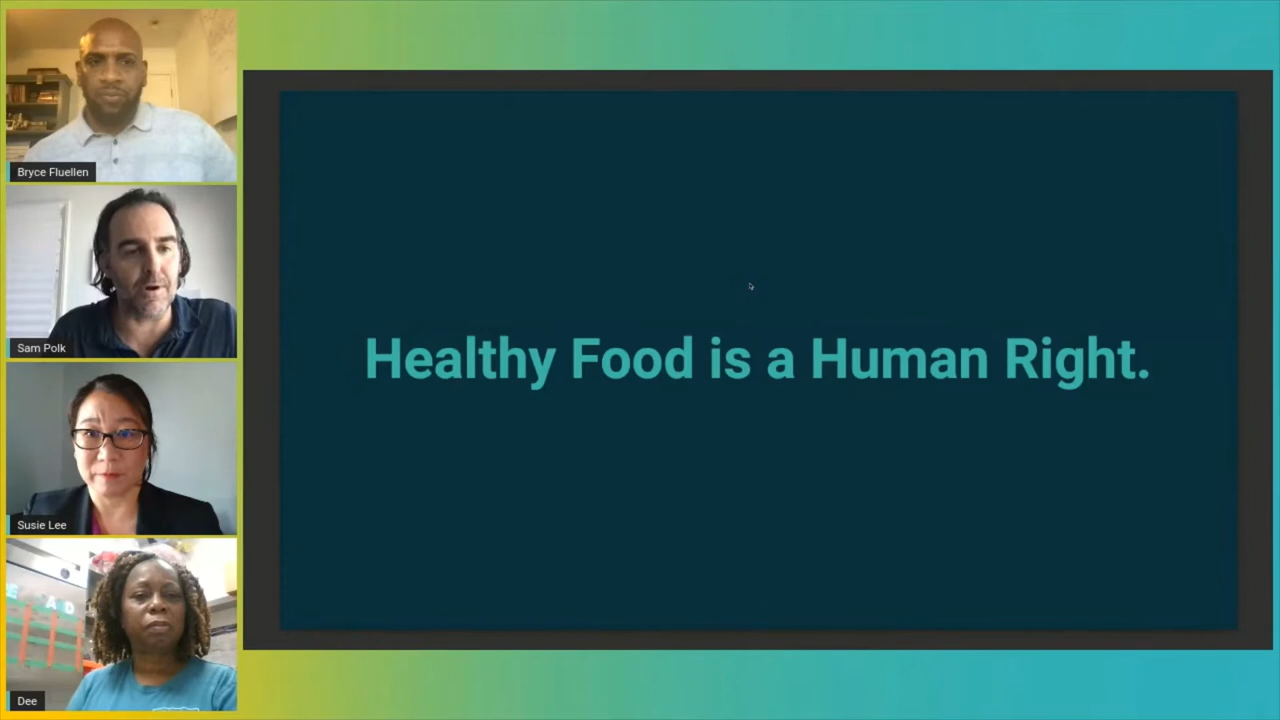 Bryce Fluellen
Sam Polk
Susie Lee
Dee
Healthy Food is a Human Right.